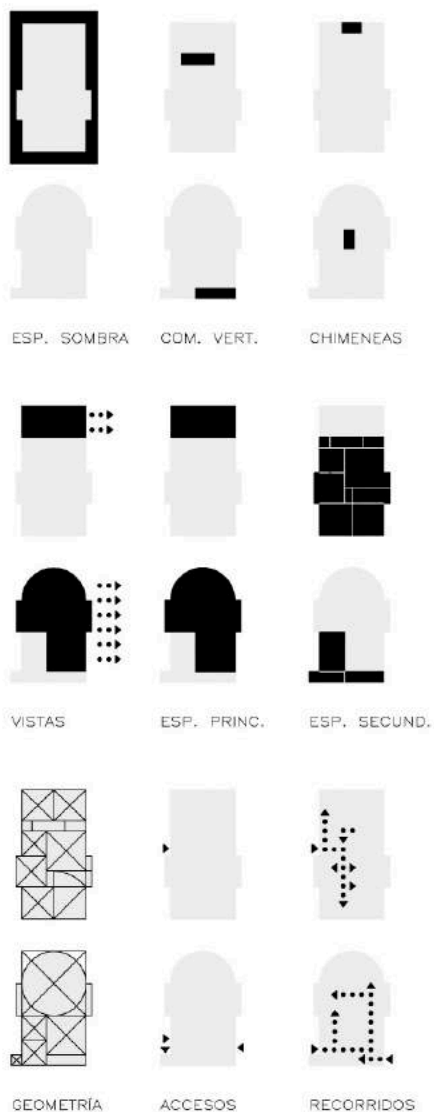 ESP. SOMBRA COM. VERT. CHIMENEAS
VISTAS ESP. PRINC. ESP. SECUND.
GEOMETRÍA ACCESOS RECORRIDOS